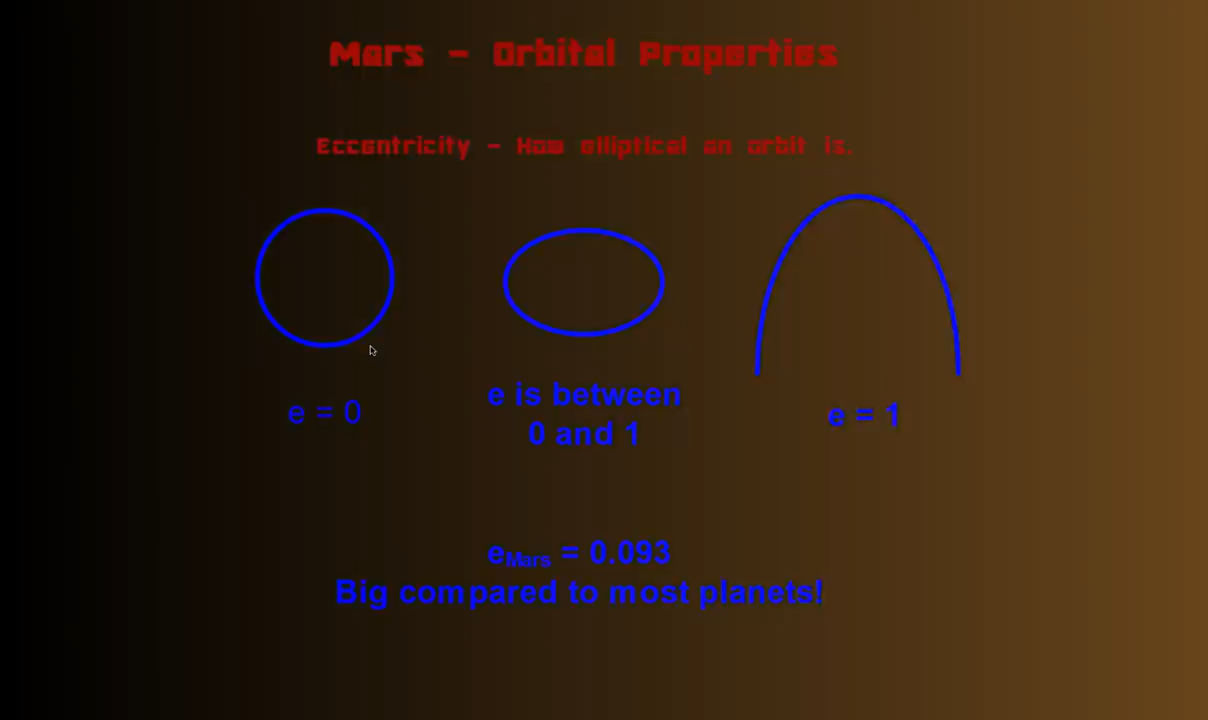 Mars - Orbital Properties
Eccentricity - How elliptical an orbit is.
e = 0
e is between
0 and 1
e = 1
eMars = 0.093
Big compared to most planets!